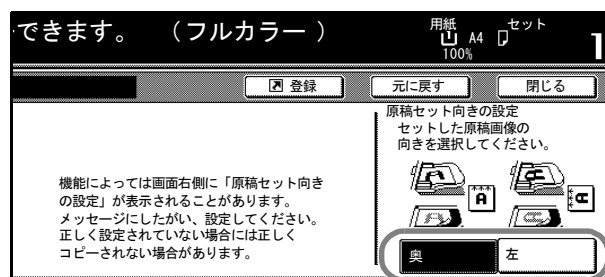 できます。 （フルカラー ） 用紙 A4 セット 1
100%
登録 元に戻す 閉じる
原稿セット向きの設定
セットした原稿画像の
向きを選択してください。
機能によっては画面右側に「原稿セット向き
の設定」が表示されることがあります。
メッセージにしたがい、設定してください。
正しく設定されていない場合には正しく
コピーされない場合があります。
奥 左